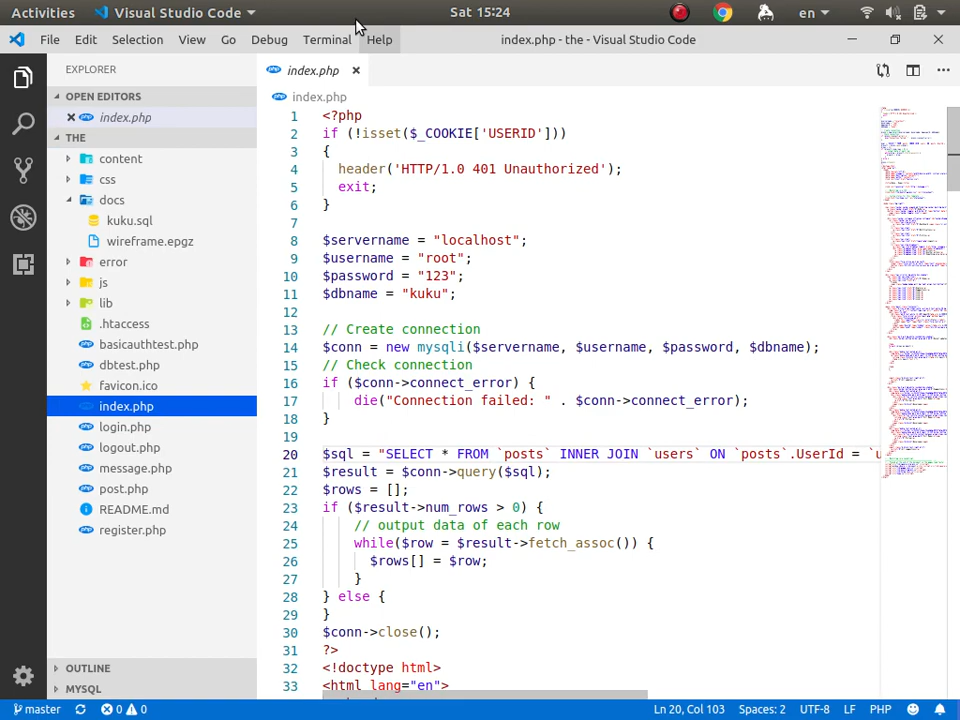 Activities Visual Studio Code Sat 15:24 en
File Edit Selection View Go Debug Terminal Help index.php - the - Visual Studio Code
EXPLORER
OPEN EDITORS
index.php
THE
content
css
docs
kuku.sql
wireframe.epgz
error
js
lib
.htaccess
basicauthtest.php
dbtest.php
favicon.ico
index.php
login.php
logout.php
message.php
post.php
README.md
register.php
OUTLINE
MYSQL
index.php
index.php
1 <?php
2 if (!isset($_COOKIE['USERID']))
3 {
4 header('HTTP/1.0 401 Unauthorized');
5 exit;
6 }
7
8 $servername = "localhost";
9 $username = "root";
10 $password = "123";
11 $dbname = "kuku";
12
13 // Create connection
14 $conn = new mysqli($servername, $username, $password, $dbname);
15 // Check connection
16 if ($conn->connect_error) {
17 die("Connection failed: " . $conn->connect_error);
18 }
19
20 $sql = "SELECT * FROM `posts` INNER JOIN `users` ON `posts`.UserId = `u
21 $result = $conn->query($sql);
22 $rows = [];
23 if ($result->num_rows > 0) {
24 // output data of each row
25 while($row = $result->fetch_assoc()) {
26 $rows[] = $row;
27 }
28 } else {
29 }
30 $conn->close();
31 ?>
32 <!doctype html>
33 <html lang="en">
master 0 0 Ln 20, Col 103 Spaces: 2 UTF-8 LF PHP